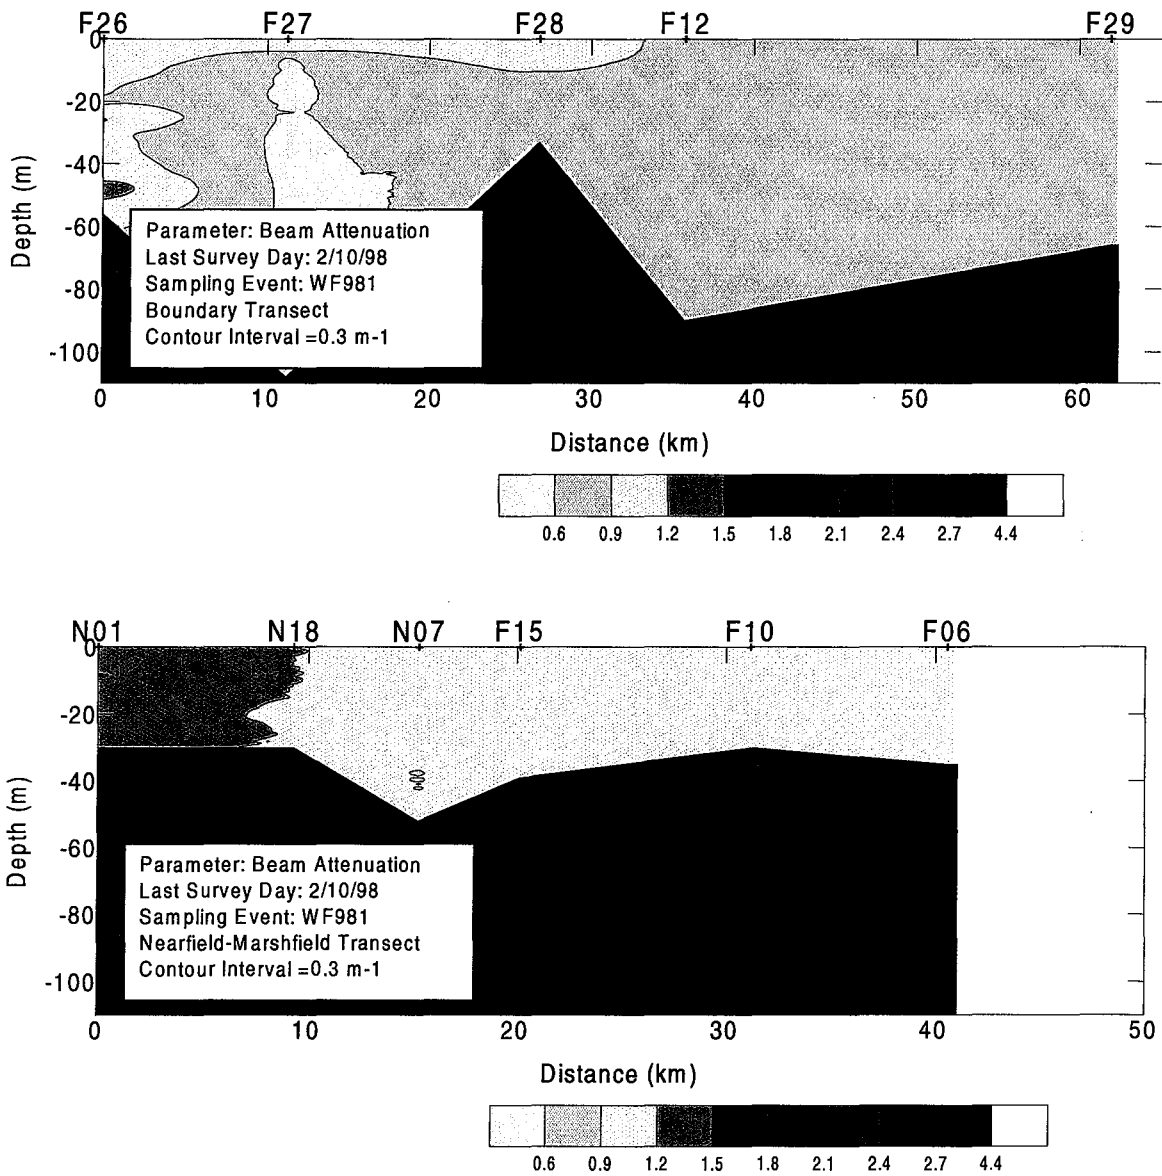 F26 F27 F28 F12 F29
0
-20
-40
-60
-80
-100
Depth (m)
Parameter: Beam Attenuation
Last Survey Day: 2/10/98
Sampling Event: WF981
Boundary Transect
Contour Interval =0.3 m-1
0 10 20 30 40 50 60
Distance (km)
0.6 0.9 1.2 1.5 1.8 2.1 2.4 2.7 4.4
N01 N18 N07 F15 F10 F06
0
-20
-40
-60
-80
-100
Depth (m)
Parameter: Beam Attenuation
Last Survey Day: 2/10/98
Sampling Event: WF981
Nearfield-Marshfield Transect
Contour Interval =0.3 m-1
0 10 20 30 40 50
Distance (km)
0.6 0.9 1.2 1.5 1.8 2.1 2.4 2.7 4.4